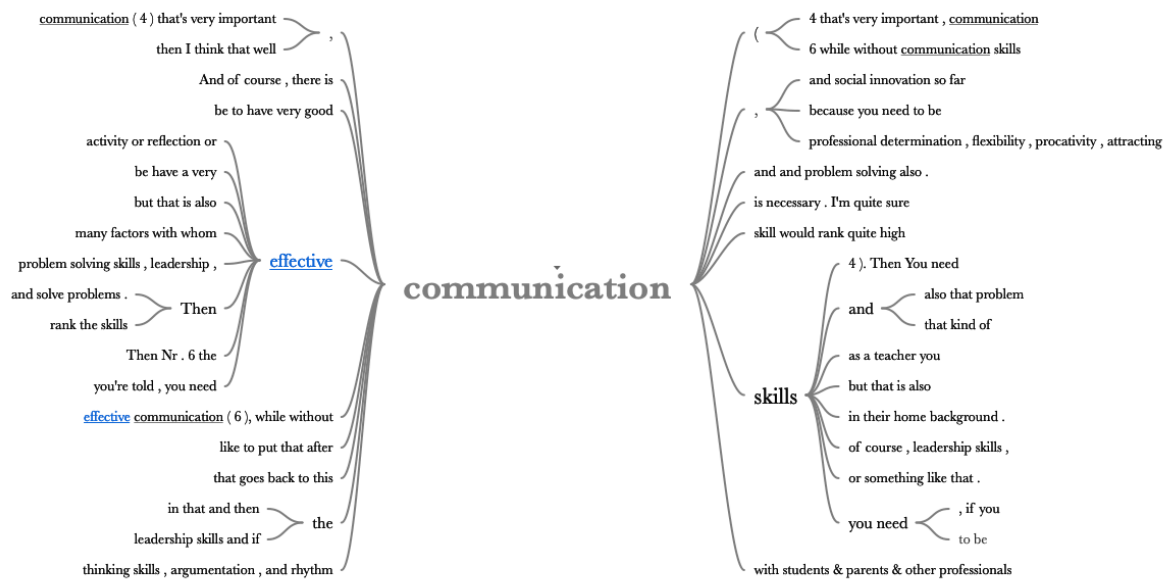 communication ( 4 ) that's very important
then I think that well
,
And of course , there is
be to have very good
activity or reflection or
be have a very
but that is also
many factors with whom
problem solving skills , leadership ,
and solve problems .
rank the skills
Then
Then Nr . 6 the
you're told , you need
effective
effective communication ( 6 ), while without
like to put that after
that goes back to this
in that and then
leadership skills and if
the
thinking skills , argumentation , and rhythm
communication
(
4 that's very important , communication
6 while without communication skills
,
and social innovation so far
because you need to be
professional determination , flexibility , procativity , attracting
and and problem solving also .
is necessary . I'm quite sure
skill would rank quite high
skills
4 ). Then You need
and
also that problem
that kind of
as a teacher you
but that is also
in their home background .
of course , leadership skills ,
or something like that .
you need
, if you
to be
with students & parents & other professionals